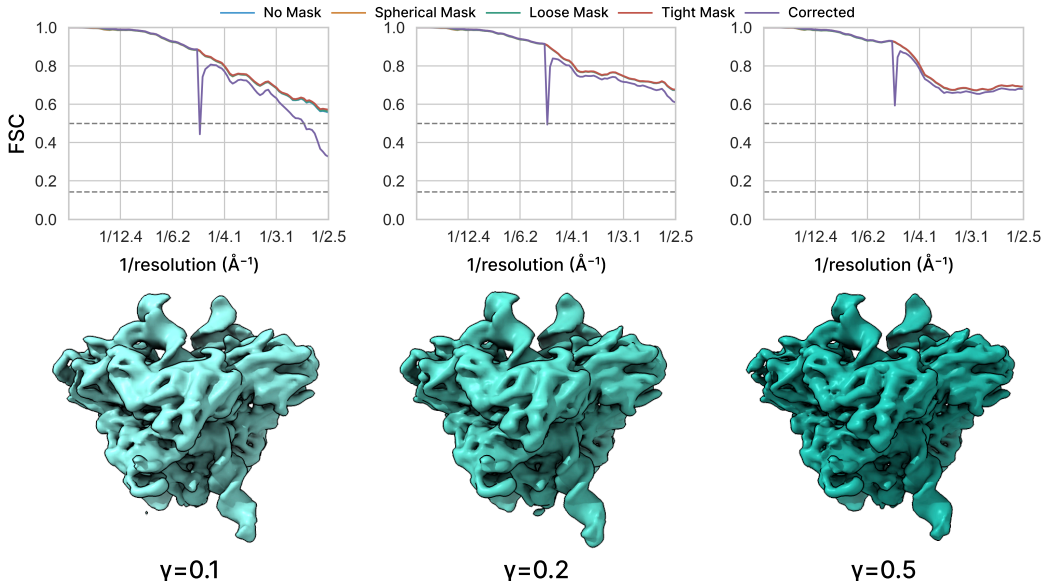 No Mask Spherical Mask Loose Mask Tight Mask Corrected
FSC
1.0 0.8 0.6 0.4 0.2 0.0
1/12.4 1/6.2 1/4.1 1/3.1 1/2.5
1/resolution (Å⁻¹)
1.0 0.8 0.6 0.4 0.2 0.0
1/12.4 1/6.2 1/4.1 1/3.1 1/2.5
1/resolution (Å⁻¹)
1.0 0.8 0.6 0.4 0.2 0.0
1/12.4 1/6.2 1/4.1 1/3.1 1/2.5
1/resolution (Å⁻¹)
γ=0.1 γ=0.2 γ=0.5